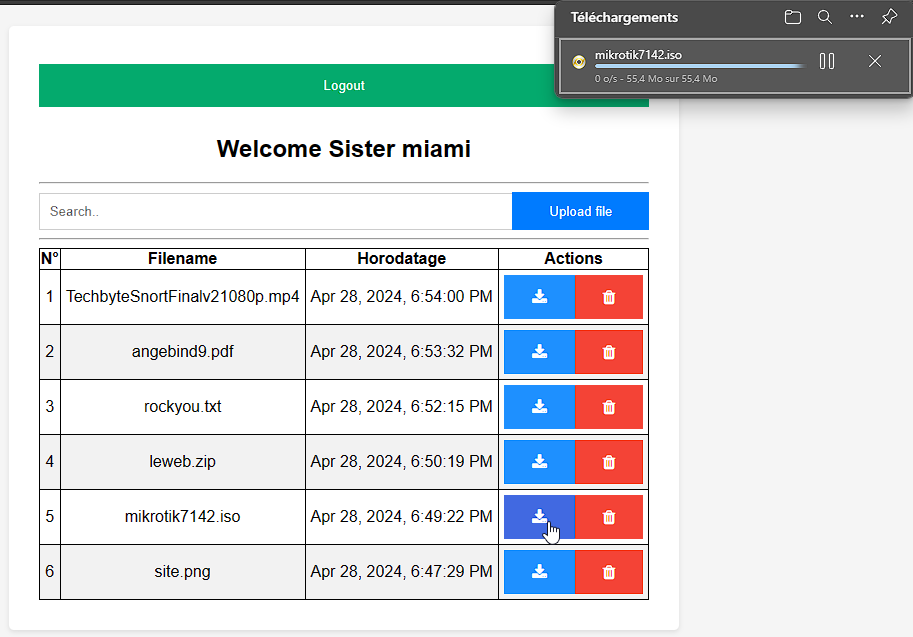 Téléchargements
mikrotik7142.iso
0 o/s - 55,4 Mo sur 55,4 Mo
Logout
Welcome Sister miami
Search..
Upload file
N° Filename Horodatage Actions
1 TechbyteSnortFinalv21080p.mp4 Apr 28, 2024, 6:54:00 PM
2 angebind9.pdf Apr 28, 2024, 6:53:32 PM
3 rockyou.txt Apr 28, 2024, 6:52:15 PM
4 leweb.zip Apr 28, 2024, 6:50:19 PM
5 mikrotik7142.iso Apr 28, 2024, 6:49:22 PM
6 site.png Apr 28, 2024, 6:47:29 PM